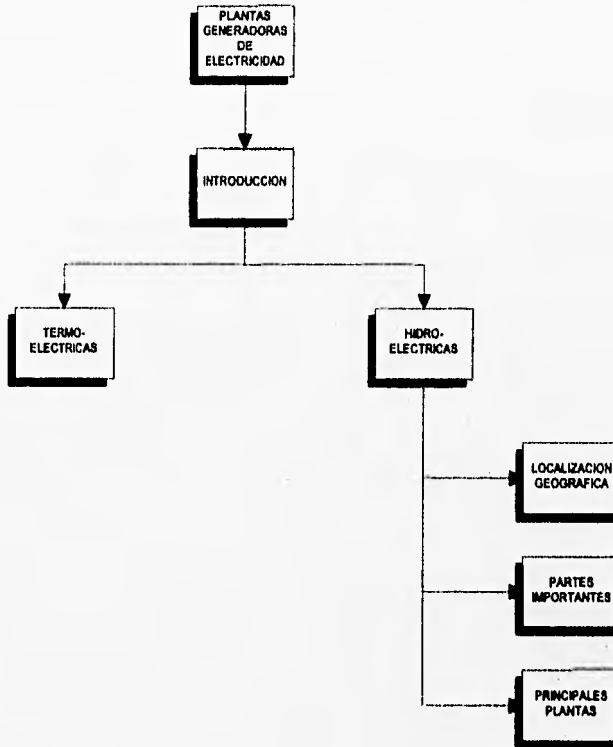 PLANTAS
GENERADORAS
DE
ELECTRICIDAD
INTRODUCCION
TERMO-
ELECTRICAS
HIDRO-
ELECTRICAS
LOCALIZACION
GEOGRAFICA
PARTES
IMPORTANTES
PRINCIPALES
PLANTAS